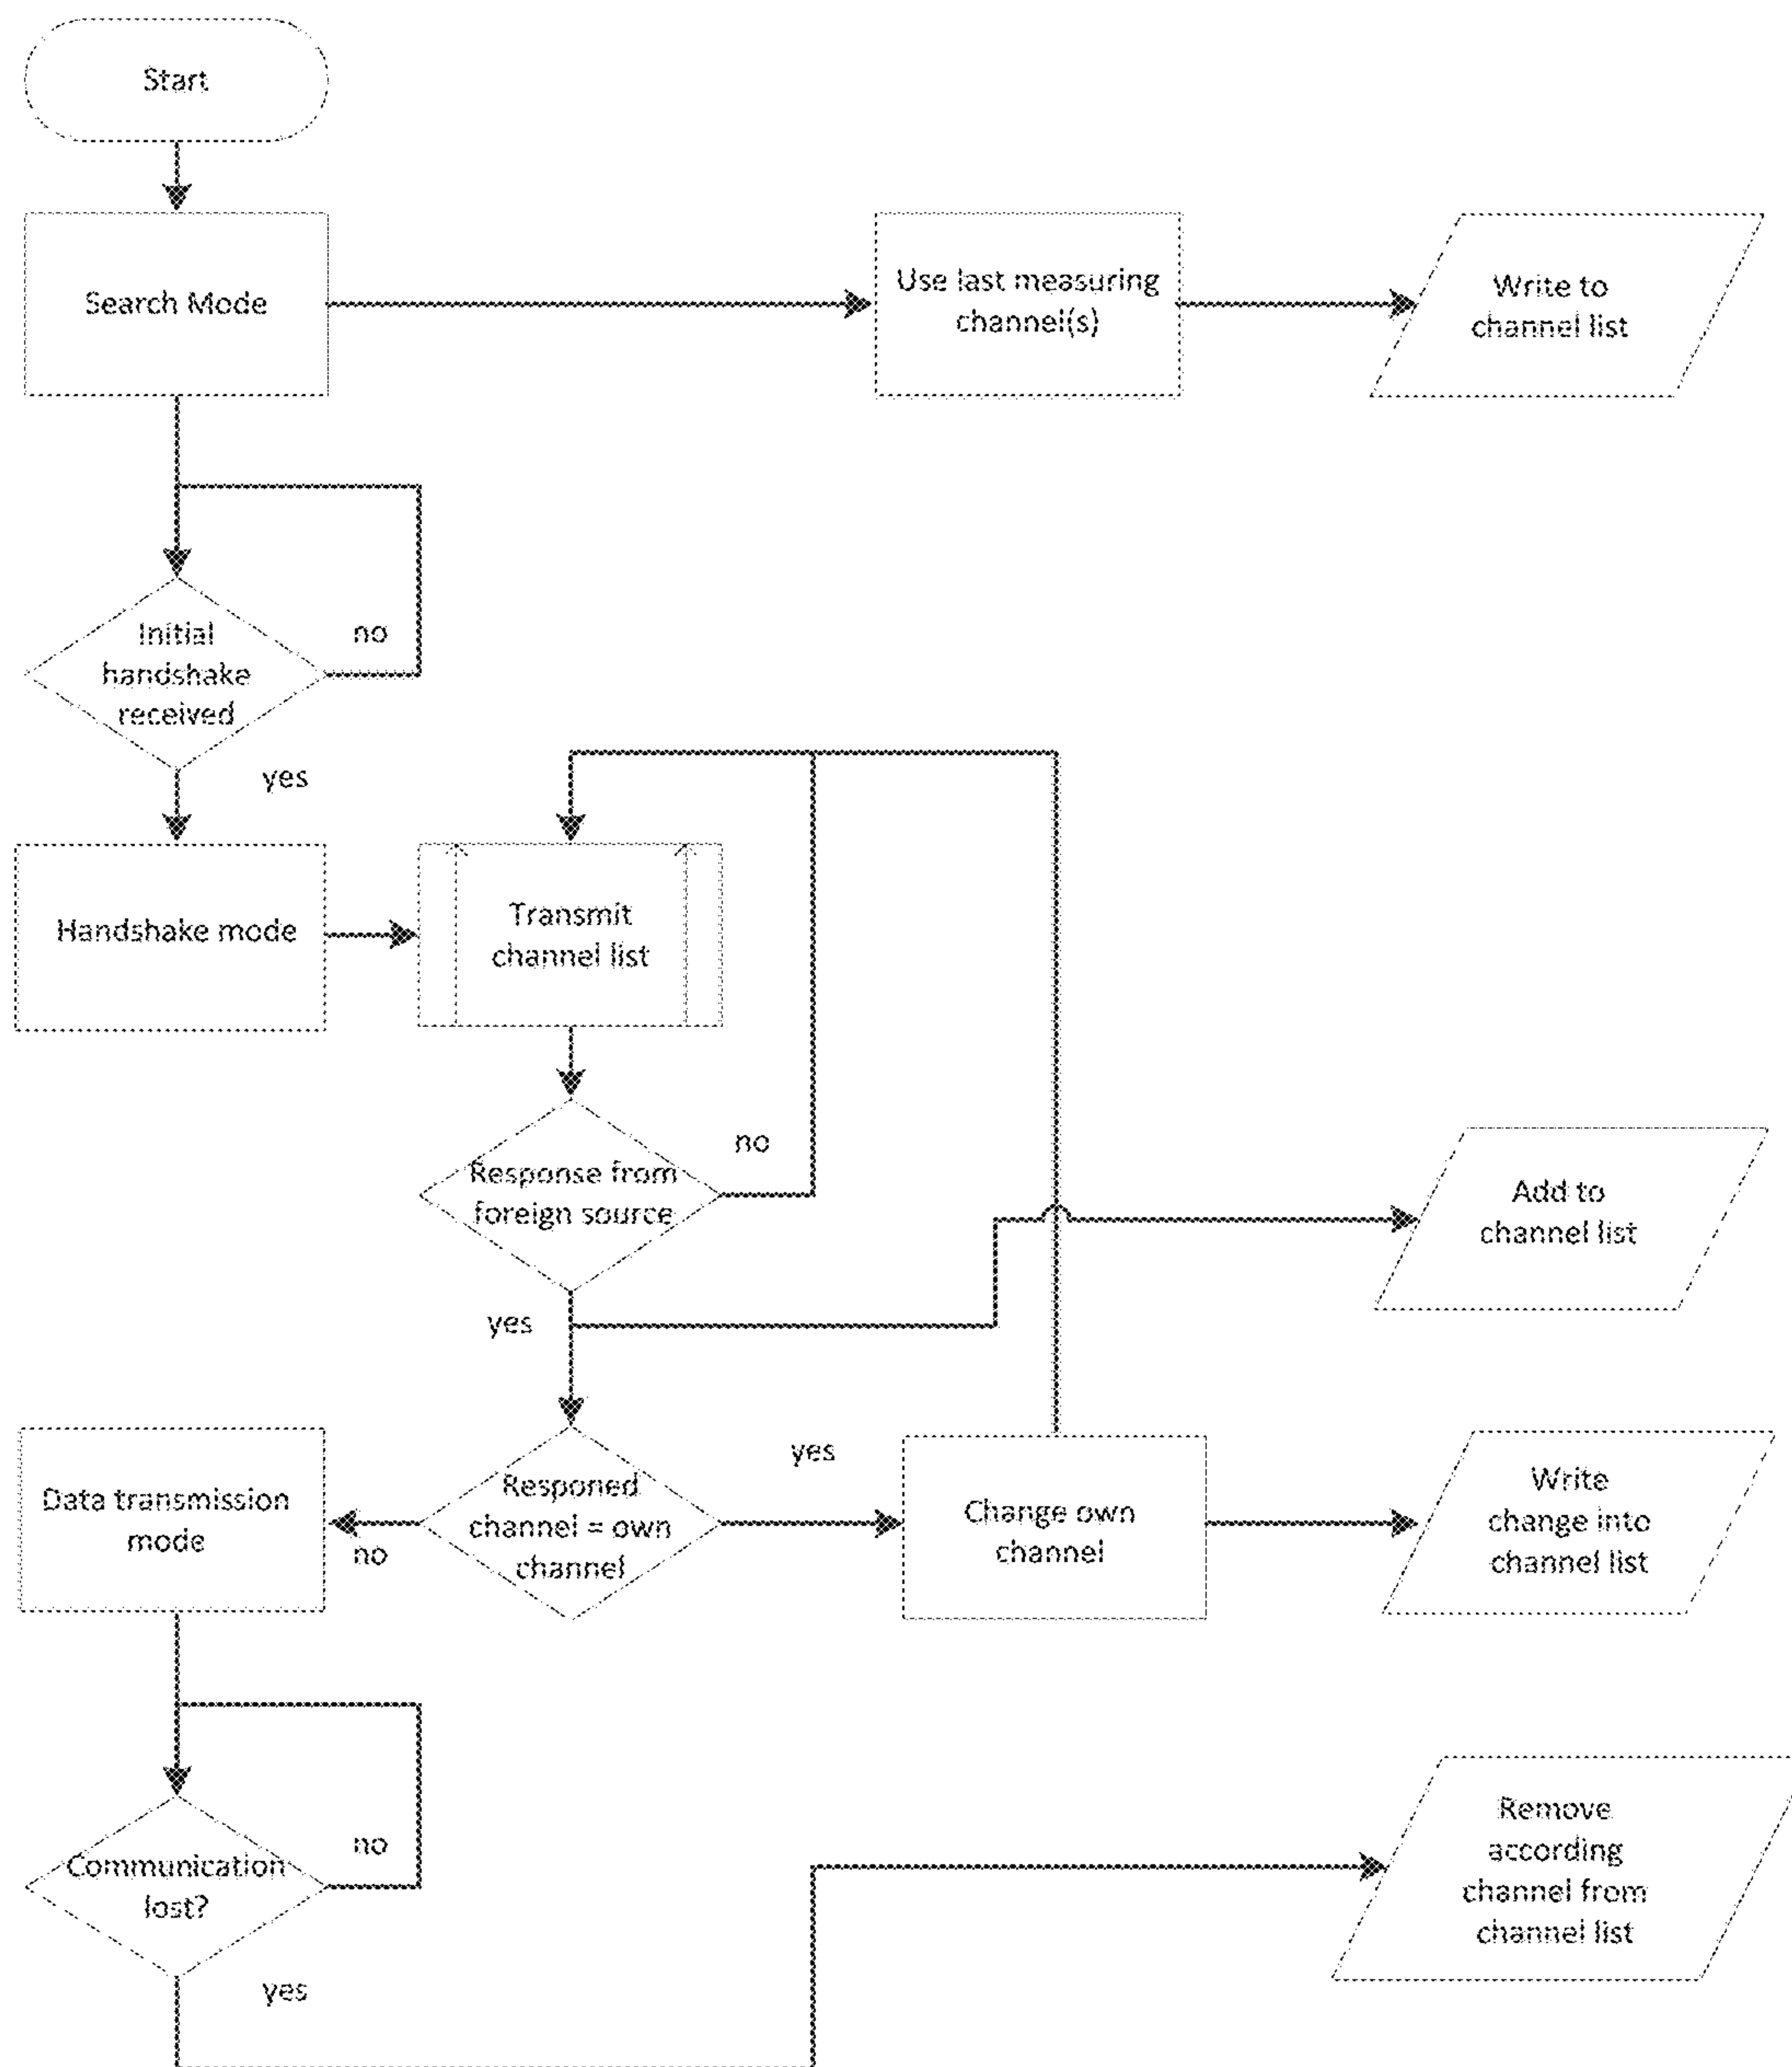 Start
Search Mode
Use last measuring
channel(s)
Write to
channel list
Initial
handshake
received
no
yes
Handshake mode
Transmit
channel list
Response from
foreign source
no
yes
Add to
channel list
Data transmission
mode
no
Responed
channel = own
channel
yes
Change own
channel
Write
change into
channel list
Communication
lost?
no
yes
Remove
according
channel from
channel list